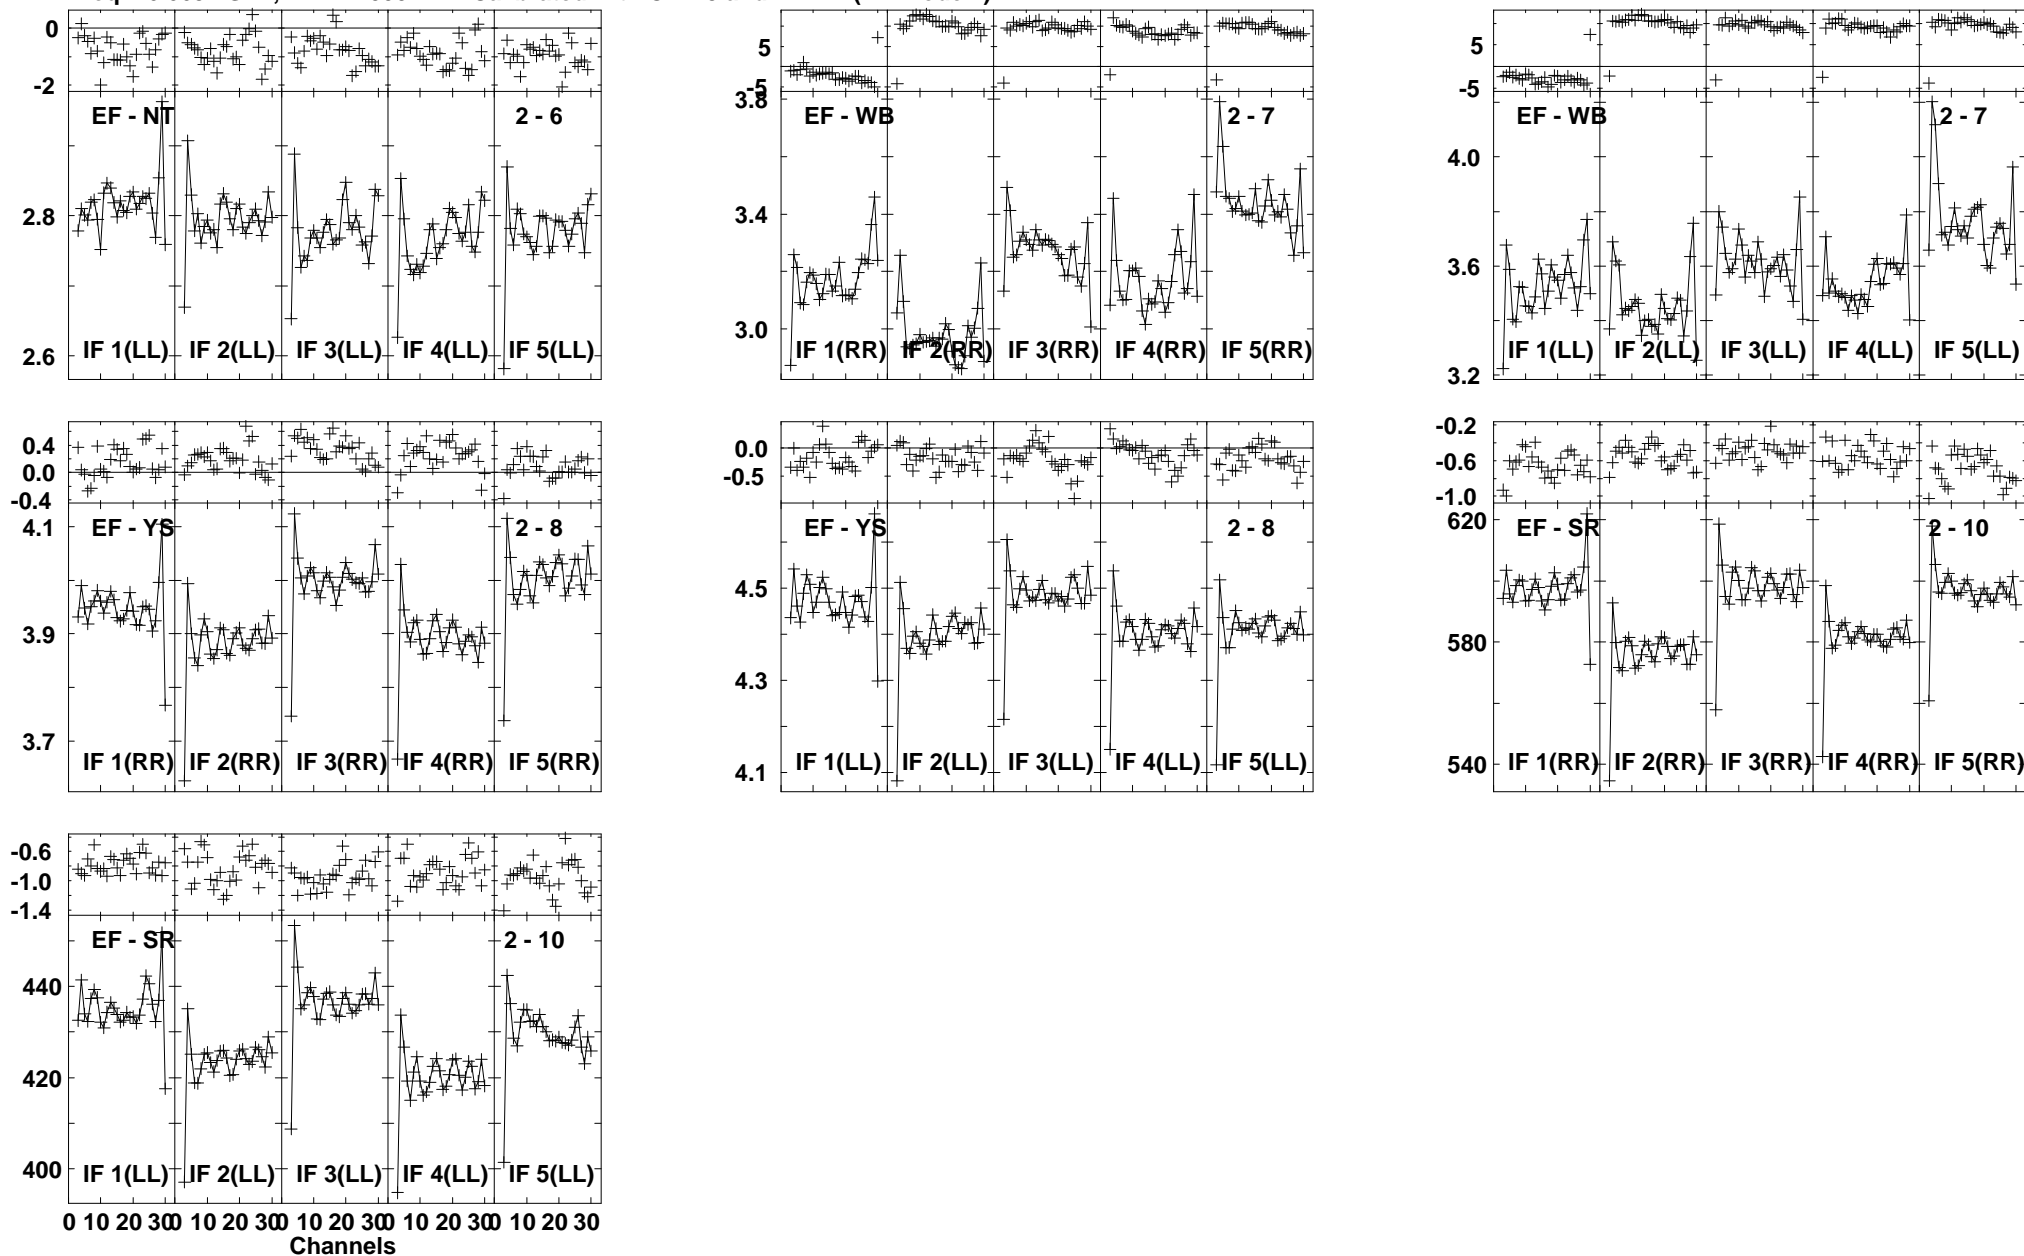 0
-2
EF - NT
2 - 6
2.8
2.6
IF 1(LL)
IF 2(LL)
IF 3(LL)
IF 4(LL)
IF 5(LL)
5
-5
3.8
EF - WB
2 - 7
3.4
3.0
IF 1(RR)
IF 2(RR)
IF 3(RR)
IF 4(RR)
IF 5(RR)
5
-5
EF - WB
2 - 7
4.0
3.6
3.2
IF 1(LL)
IF 2(LL)
IF 3(LL)
IF 4(LL)
IF 5(LL)
0.4
0.0
-0.4
4.1
EF - YS
2 - 8
3.9
3.7
IF 1(RR)
IF 2(RR)
IF 3(RR)
IF 4(RR)
IF 5(RR)
0.0
-0.5
EF - YS
2 - 8
4.5
4.3
4.1
IF 1(LL)
IF 2(LL)
IF 3(LL)
IF 4(LL)
IF 5(LL)
-0.2
-0.6
-1.0
620
EF - SR
2 - 10
580
540
IF 1(RR)
IF 2(RR)
IF 3(RR)
IF 4(RR)
IF 5(RR)
-0.6
-1.0
-1.4
EF - SR
2 - 10
440
420
400
IF 1(LL)
IF 2(LL)
IF 3(LL)
IF 4(LL)
IF 5(LL)
0 10 20 30 0 10 20 30 0 10 20 30 0 10 20 30 0 10 20 30
Channels